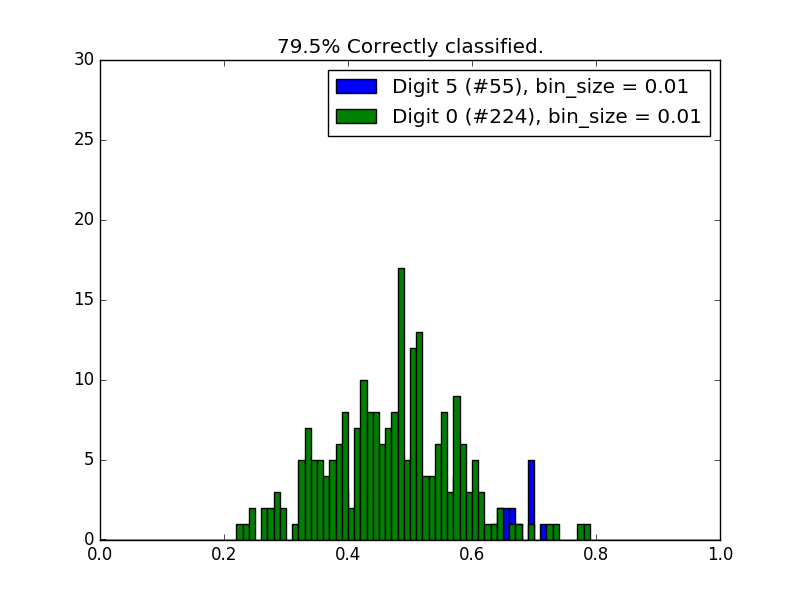 79.5% Correctly classified.
30
Digit 5 (#55), bin_size = 0.01
Digit 0 (#224), bin_size = 0.01
25
20
15
10
5
0
0.0 0.2 0.4 0.6 0.8 1.0